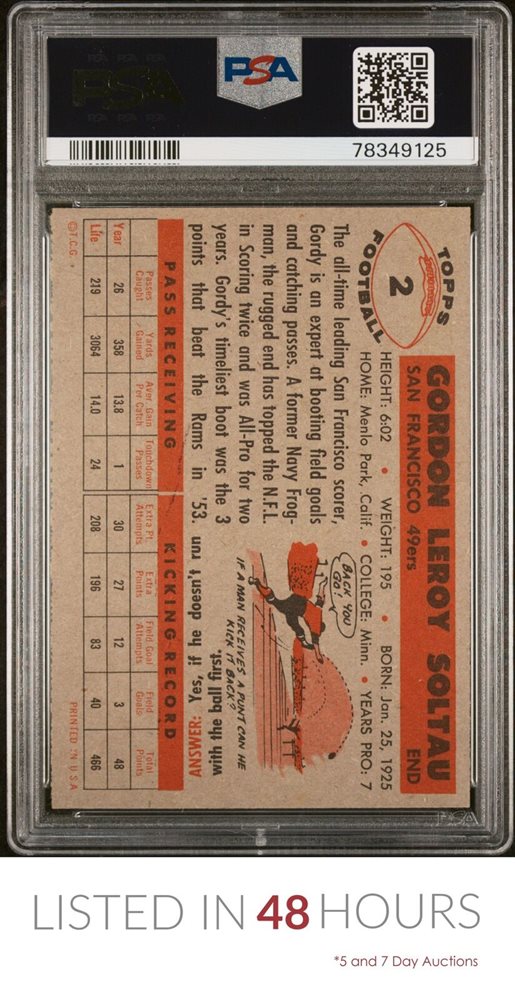 PSA
78349125
TOPPS
2
FOOTBALL
GORDON LEROY SOLTAU
SAN FRANCISCO 49ers
END
HEIGHT: 6:02 • WEIGHT: 195 • BORN: Jan. 25, 1925
HOME: Menlo Park, Calif. • COLLEGE: Minn. • YEARS PRO: 7
The all-time leading San Francisco scorer,
Gordy is an expert at booting field goals
and catching passes. A former Navy Frog-
man, the rugged end has topped the N.F.L.
in Scoring twice and was All-Pro for two
years. Gordy's timeliest boot was the 3
points that beat the Rams in '53.
BACK YOU
GO!
IF A MAN RECEIVES A PUNT CAN HE
KICK IT BACK?
ANSWER: Yes, if he doesn't run
with the ball first.
PASS RECEIVING
KICKING RECORD
Passes Caught Yards Gained Aver. Gain Per Catch Touchdown Passes Extra Pt. Attempts Extra Points Field Goal Attempts Field Goals Total Points
Year 26 358 13.8 1 30 27 12 3 48
Life 219 3064 14.0 24 208 196 83 40 466
©T.C.G.
PRINTED IN U S A
LISTED IN 48 HOURS
*5 and 7 Day Auctions